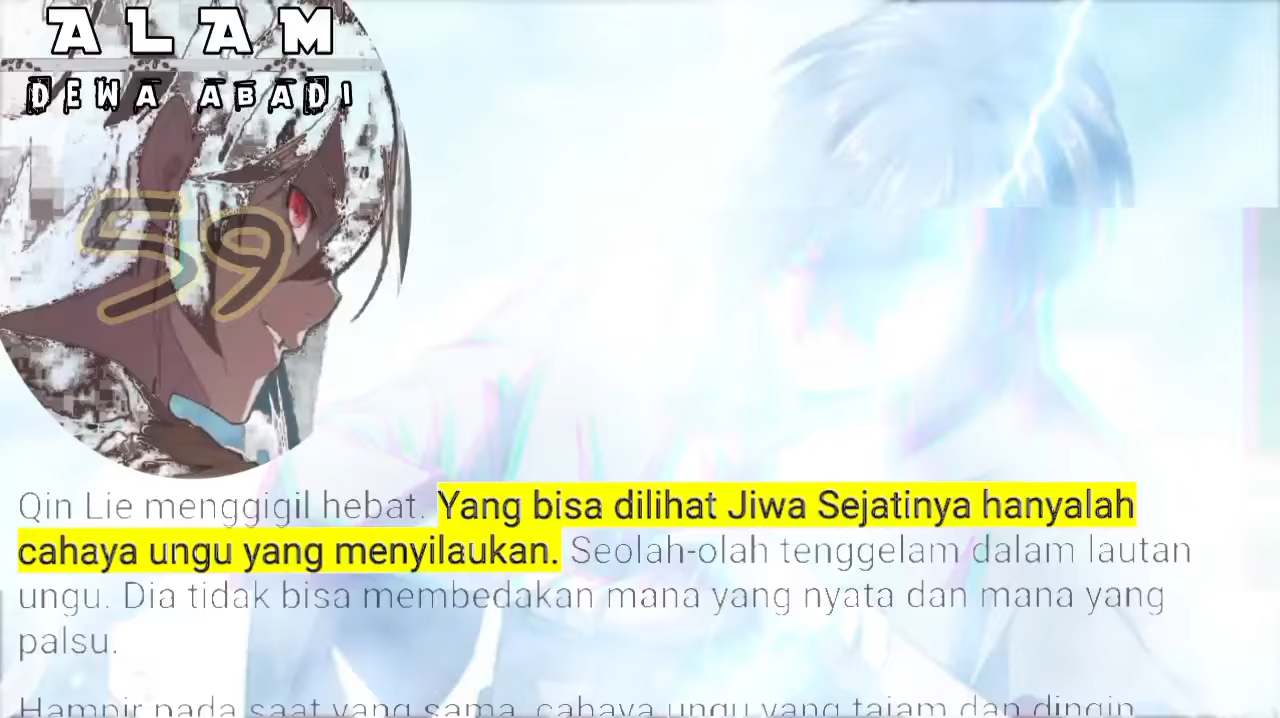 ALAM
DEWA ABADI
59
Qin Lie menggigil hebat. Yang bisa dilihat Jiwa Sejatinya hanyalah
cahaya ungu yang menyilaukan. Seolah-olah tenggelam dalam lautan
ungu. Dia tidak bisa membedakan mana yang nyata dan mana yang
palsu.
Hampir pada saat yang sama, cahaya ungu yang tajam dan dingin